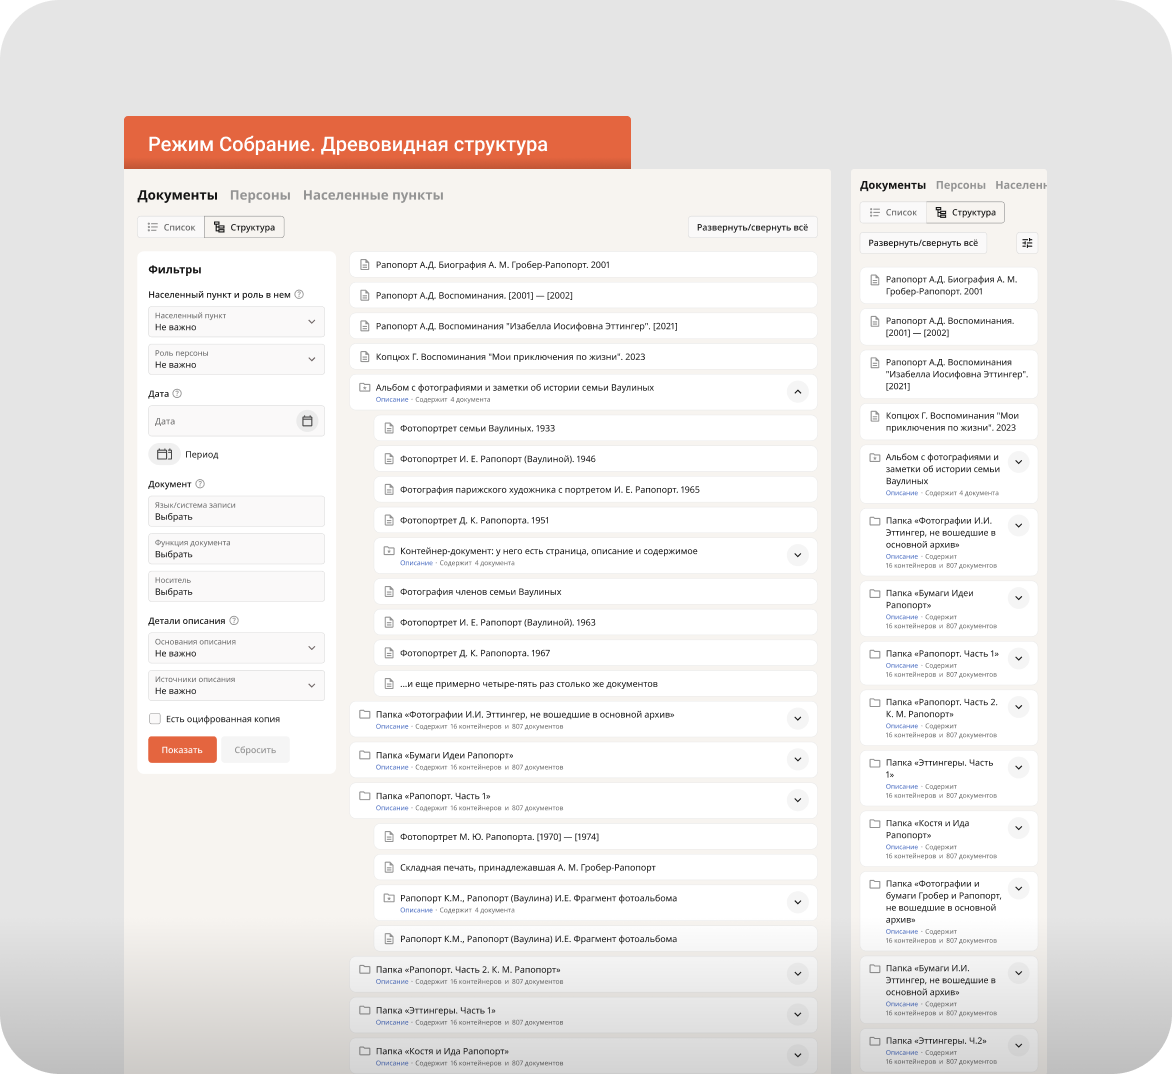 Режим Собрание. Древовидная структура
Документы Персоны Населенные пункты
Список Структура Развернуть/свернуть всё
Фильтры
Населенный пункт и роль в нем
Населенный пункт
Не важно
Роль персоны
Не важно
Дата
Дата
Период
Документ
Язык/система записи
Выбрать
Функция документа
Выбрать
Носитель
Выбрать
Детали описания
Основания описания
Не важно
Источники описания
Не важно
Есть оцифрованная копия
Показать Сбросить
Рапопорт А.Д. Биография А. М. Гробер-Рапопорт. 2001
Рапопорт А.Д. Воспоминания. [2001] — [2002]
Рапопорт А.Д. Воспоминания "Изабелла Иосифовна Эттингер". [2021]
Копцюх Г. Воспоминания "Мои приключения по жизни". 2023
Альбом с фотографиями и заметки об истории семьи Ваулиных
Описание · Содержит 4 документа
Фотопортрет семьи Ваулиных. 1933
Фотопортрет И. Е. Рапопорт (Ваулиной). 1946
Фотография парижского художника с портретом И. Е. Рапопорт. 1965
Фотопортрет Д. К. Рапопорта. 1951
Контейнер-документ: у него есть страница, описание и содержимое
Описание · Содержит 4 документа
Фотография членов семьи Ваулиных
Фотопортрет И. Е. Рапопорт (Ваулиной). 1963
Фотопортрет Д. К. Рапопорта. 1967
...и еще примерно четыре-пять раз столько же документов
Папка «Фотографии И.И. Эттингер, не вошедшие в основной архив»
Описание · Содержит 16 контейнеров и 807 документов
Папка «Бумаги Идеи Рапопорт»
Описание · Содержит 16 контейнеров и 807 документов
Папка «Рапопорт. Часть 1»
Описание · Содержит 16 контейнеров и 807 документов
Фотопортрет М. Ю. Рапопорта. [1970] — [1974]
Складная печать, принадлежавшая А. М. Гробер-Рапопорт
Рапопорт К.М., Рапопорт (Ваулина) И.Е. Фрагмент фотоальбома
Описание · Содержит 4 документа
Рапопорт К.М., Рапопорт (Ваулина) И.Е. Фрагмент фотоальбома
Папка «Рапопорт. Часть 2. К. М. Рапопорт»
Описание · Содержит 16 контейнеров и 807 документов
Папка «Эттингеры. Часть 1»
Описание · Содержит 16 контейнеров и 807 документов
Папка «Костя и Ида Рапопорт»
Описание · Содержит 16 контейнеров и 807 документов
Документы Персоны Населенн
Список Структура
Развернуть/свернуть всё
Рапопорт А.Д. Биография А. М.
Гробер-Рапопорт. 2001
Рапопорт А.Д. Воспоминания.
[2001] — [2002]
Рапопорт А.Д. Воспоминания
"Изабелла Иосифовна Эттингер".
[2021]
Копцюх Г. Воспоминания "Мои
приключения по жизни". 2023
Альбом с фотографиями и
заметки об истории семьи
Ваулиных
Описание · Содержит 4 документа
Папка «Фотографии И.И.
Эттингер, не вошедшие в
основной архив»
Описание · Содержит
16 контейнеров и 807 документов
Папка «Бумаги Идеи
Рапопорт»
Описание · Содержит
16 контейнеров и 807 документов
Папка «Рапопорт. Часть 1»
Описание · Содержит
16 контейнеров и 807 документов
Папка «Рапопорт. Часть 2.
К. М. Рапопорт»
Описание · Содержит
16 контейнеров и 807 документов
Папка «Эттингеры. Часть
1»
Описание · Содержит
16 контейнеров и 807 документов
Папка «Костя и Ида
Рапопорт»
Описание · Содержит
16 контейнеров и 807 документов
Папка «Фотографии и
бумаги Гробер и Рапопорт,
не вошедшие в основной
архив»
Описание · Содержит
16 контейнеров и 807 документов
Папка «Бумаги И.И.
Эттингер, не вошедшие в
основной архив»
Описание · Содержит
16 контейнеров и 807 документов
Папка «Эттингеры. Ч.2»
Описание · Содержит
16 контейнеров и 807 документов